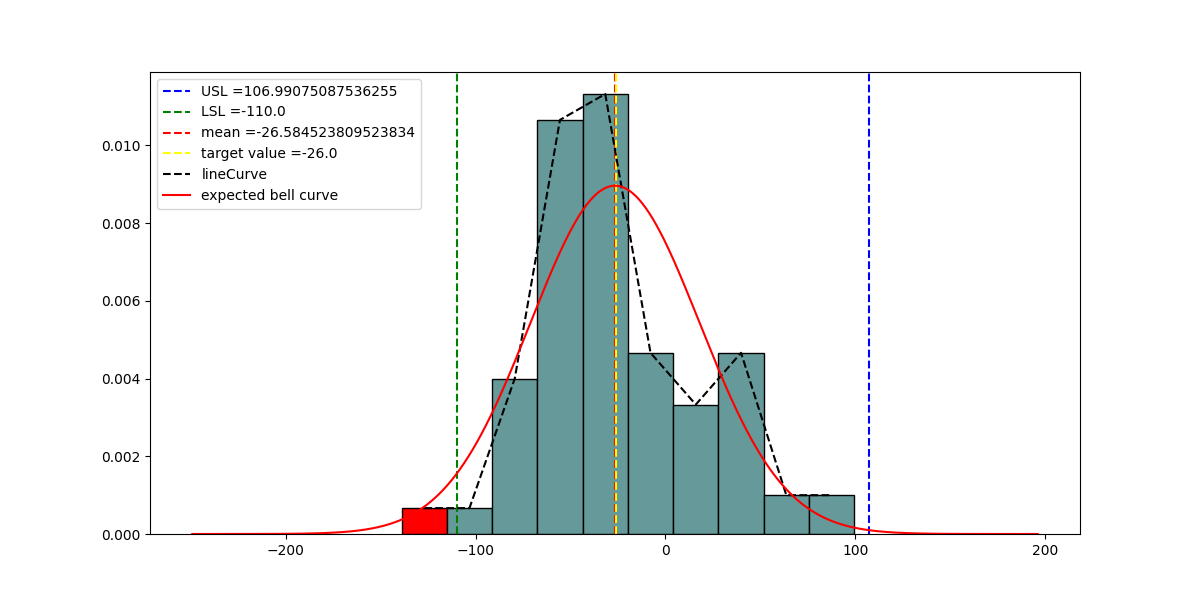 USL =106.99075087536255
LSL =-110.0
mean =-26.584523809523834
target value =-26.0
lineCurve
expected bell curve
0.010
0.008
0.006
0.004
0.002
0.000
−200
−100
0
100
200